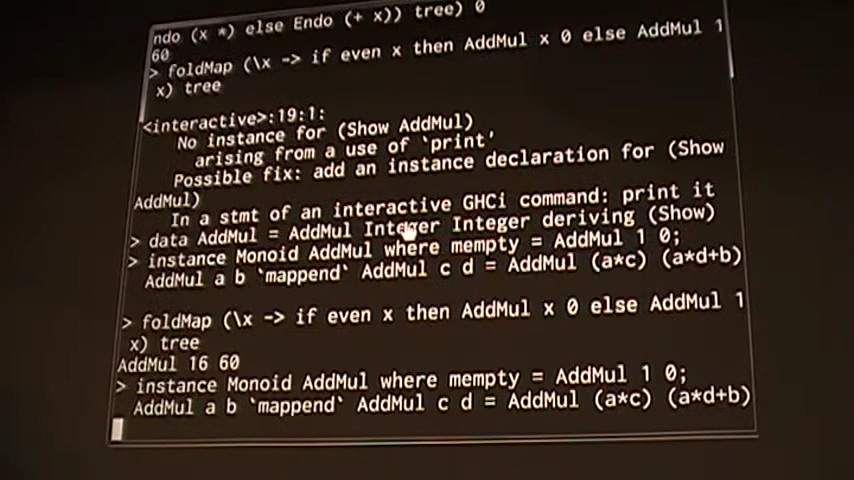 ndo (x *) else Endo (+ x)) tree) 0
60
> foldMap (\x -> if even x then AddMul x 0 else AddMul 1
x) tree
<interactive>:19:1:
No instance for (Show AddMul)
arising from a use of `print'
Possible fix: add an instance declaration for (Show
AddMul)
In a stmt of an interactive GHCi command: print it
> data AddMul = AddMul Integer Integer deriving (Show)
> instance Monoid AddMul where mempty = AddMul 1 0;
AddMul a b `mappend` AddMul c d = AddMul (a*c) (a*d+b)
> foldMap (\x -> if even x then AddMul x 0 else AddMul 1
x) tree
AddMul 16 60
> instance Monoid AddMul where mempty = AddMul 1 0;
AddMul a b `mappend` AddMul c d = AddMul (a*c) (a*d+b)